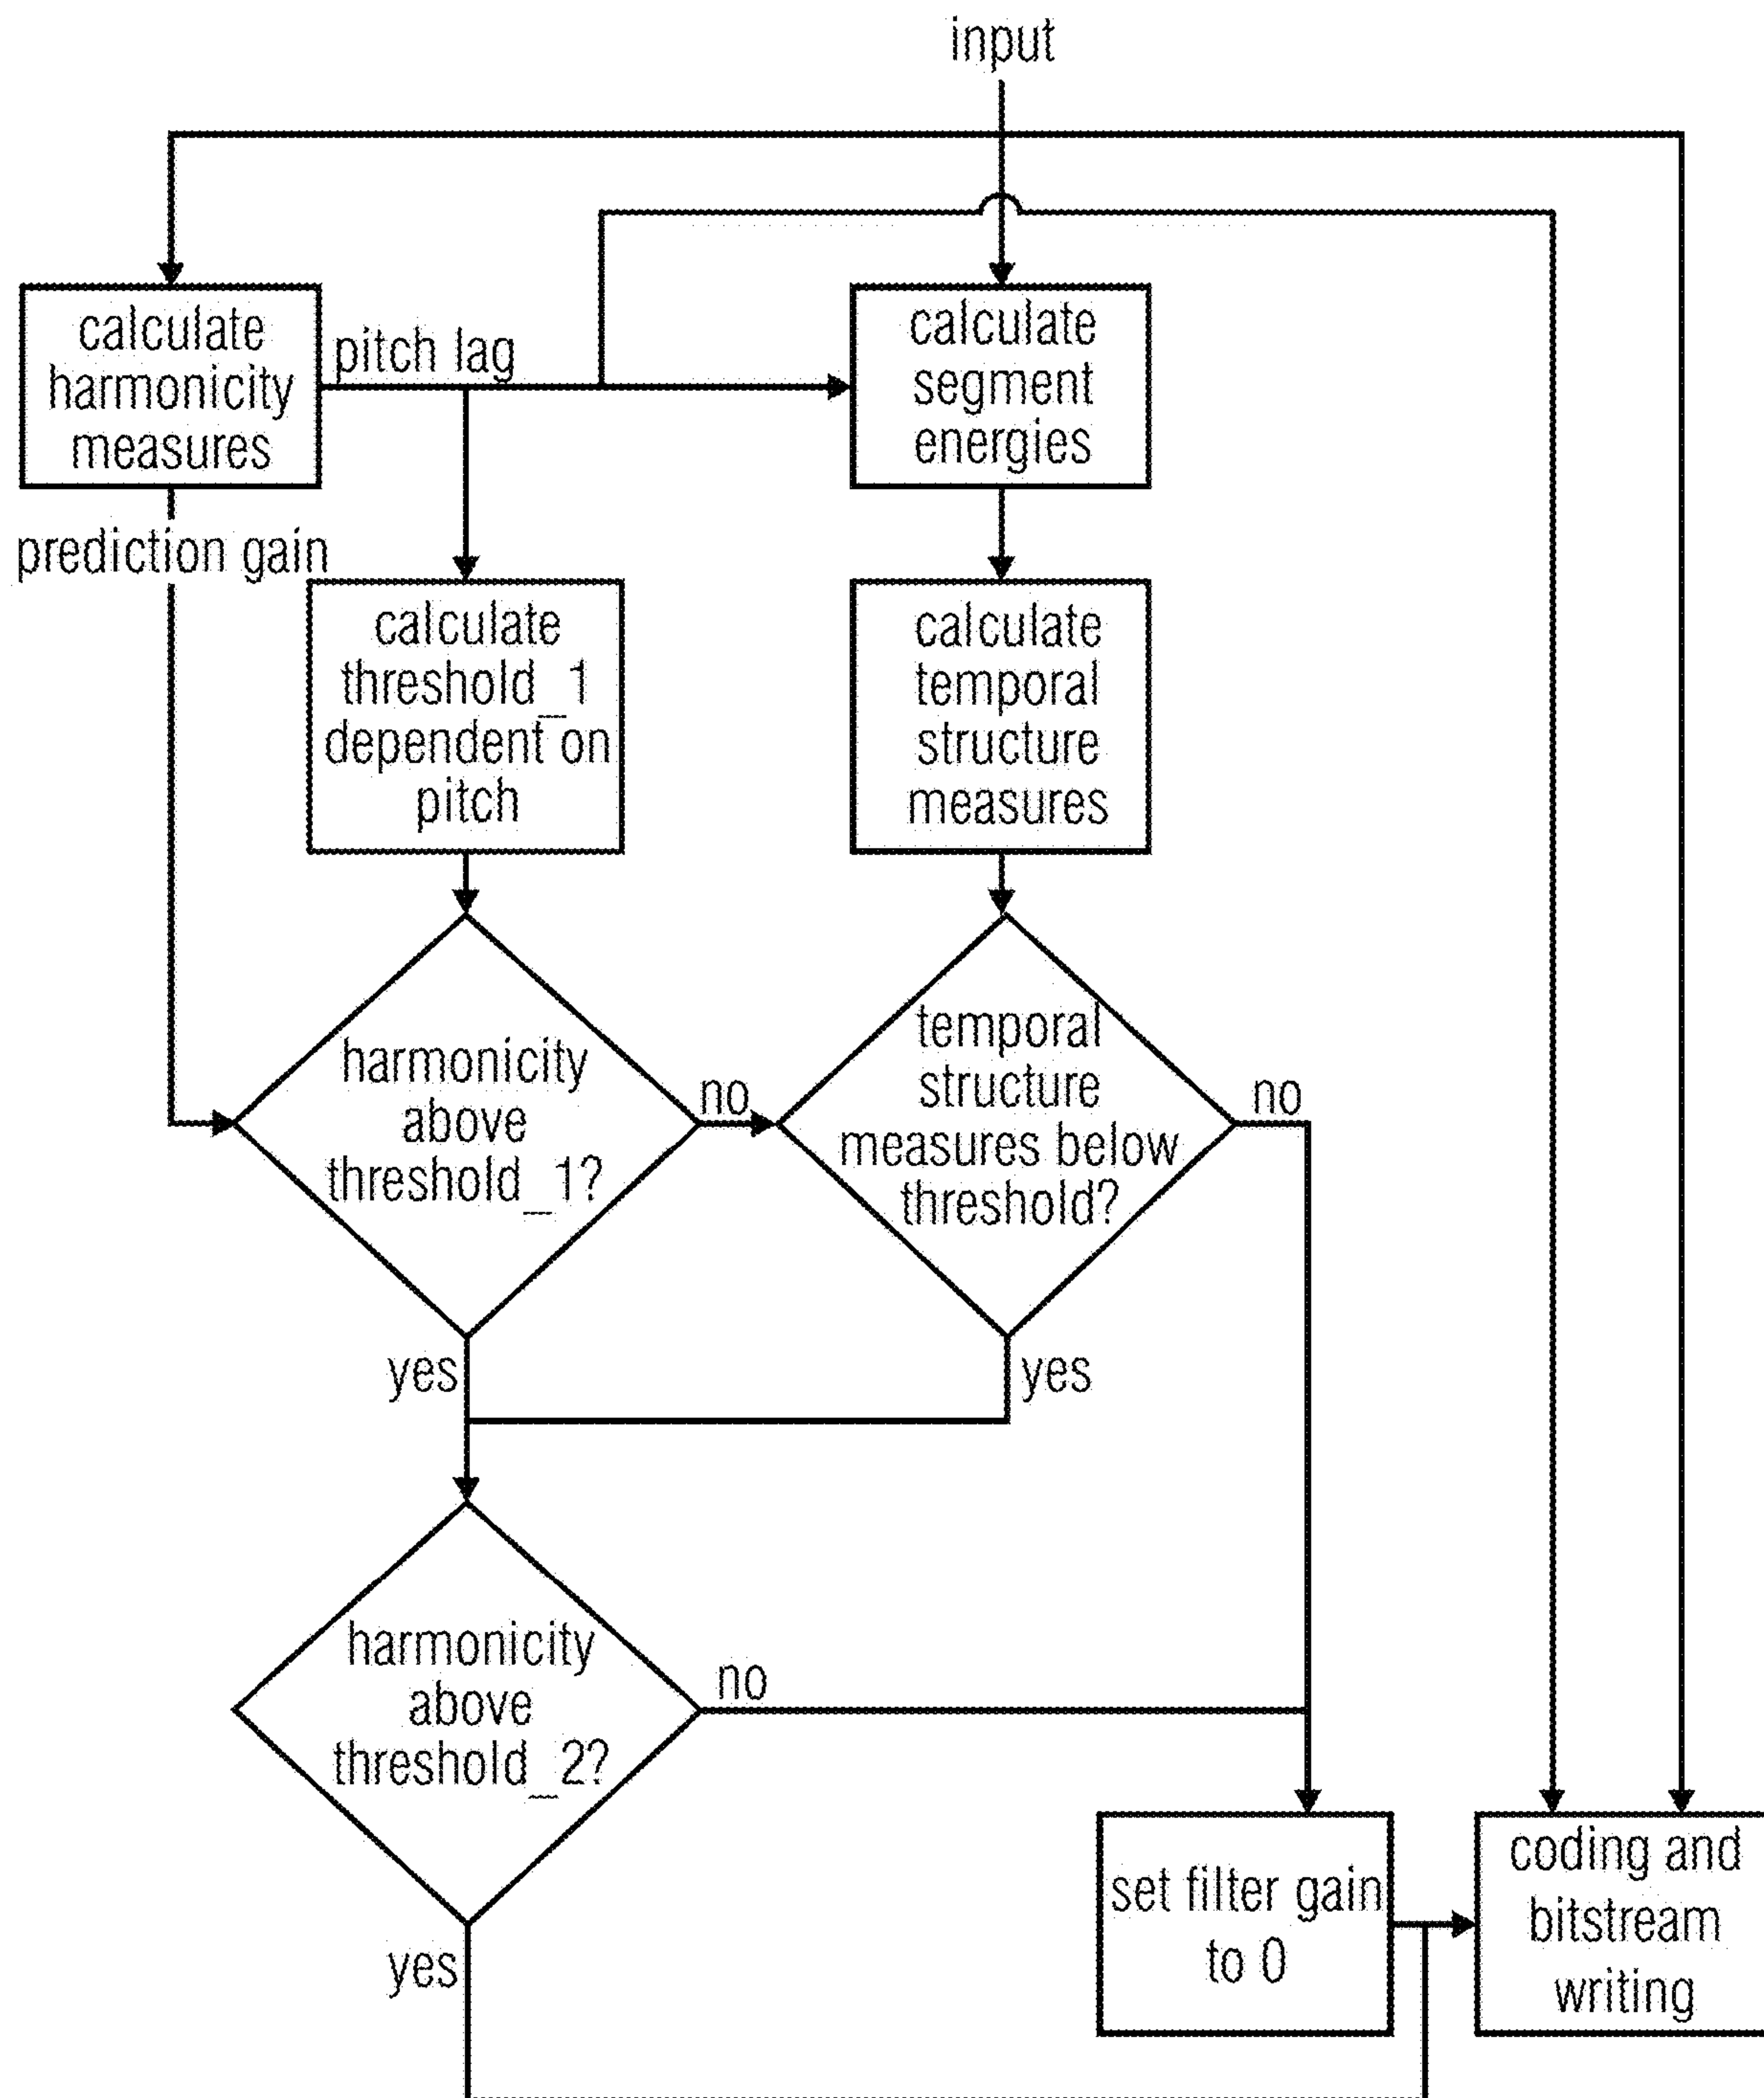 input
calculate
harmonicity
measures
pitch lag
calculate
segment
energies
prediction gain
calculate
threshold_1
dependent on
pitch
calculate
temporal
structure
measures
harmonicity
above
threshold_1?
no
temporal
structure
measures below
threshold?
no
yes
yes
harmonicity
above
threshold_2?
no
yes
set filter gain
to 0
coding and
bitstream
writing